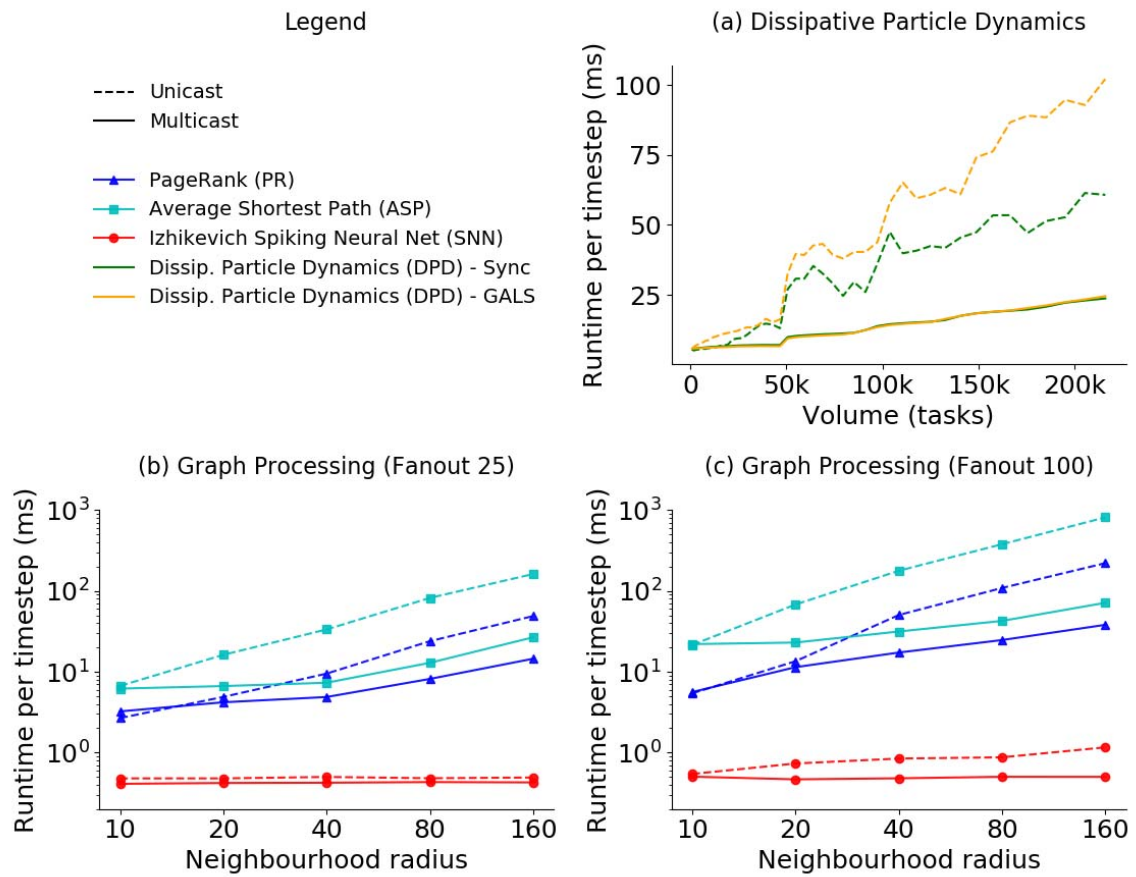 Legend
Unicast
Multicast
PageRank (PR)
Average Shortest Path (ASP)
Izhikevich Spiking Neural Net (SNN)
Dissip. Particle Dynamics (DPD) - Sync
Dissip. Particle Dynamics (DPD) - GALS
(a) Dissipative Particle Dynamics
Runtime per timestep (ms)
100
75
50
25
0 50k 100k 150k 200k
Volume (tasks)
(b) Graph Processing (Fanout 25)
Runtime per timestep (ms)
10³
10²
10¹
10⁰
10 20 40 80 160
Neighbourhood radius
(c) Graph Processing (Fanout 100)
Runtime per timestep (ms)
10³
10²
10¹
10⁰
10 20 40 80 160
Neighbourhood radius